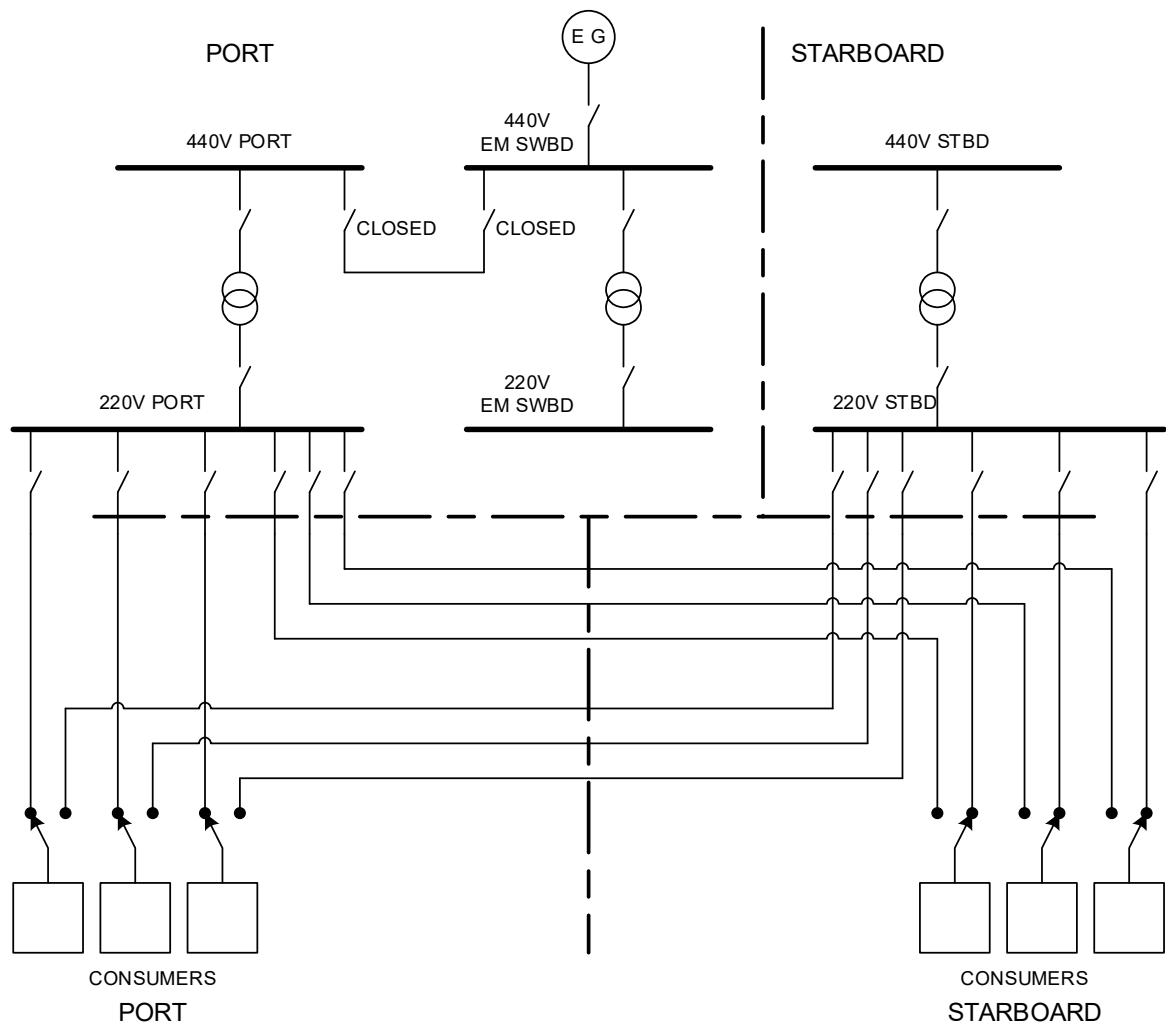 E G
PORT
STARBOARD
440V
EM SWBD
440V PORT
440V STBD
CLOSED
CLOSED
220V
EM SWBD
220V PORT
220V STBD
CONSUMERS
PORT
CONSUMERS
STARBOARD